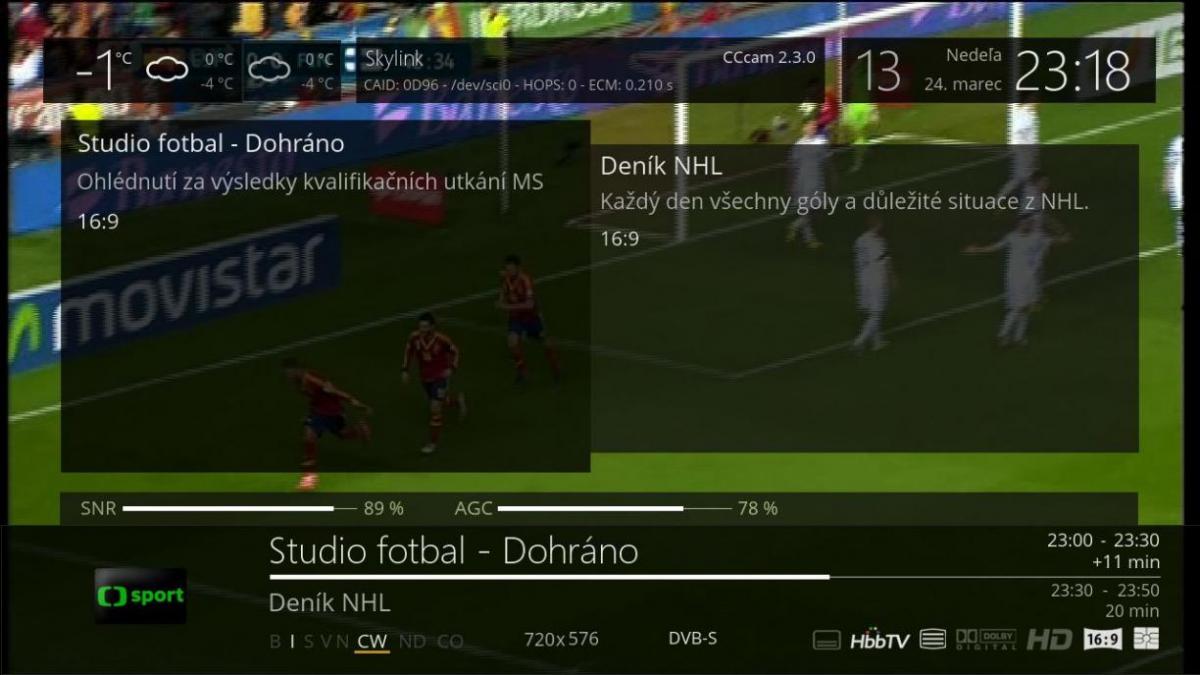 -1°C
0 °C
-4 °C
0 °C
-4 °C
Skylink
:34
CCcam 2.3.0
CAID: 0D96 - /dev/sci0 - HOPS: 0 - ECM: 0.210 s
13
Nedeľa
24. marec
23:18
Studio fotbal - Dohráno
Ohlédnutí za výsledky kvalifikačních utkání MS
16:9
Deník NHL
Každý den všechny góly a důležité situace z NHL.
16:9
movistar
SNR 89 %
AGC 78 %
sport
Studio fotbal - Dohráno
23:00 - 23:30
+11 min
Deník NHL
23:30 - 23:50
20 min
B I S V N CW ND CO
720x576
DVB-S
HbbTV
DOLBY
DIGITAL
HD
16:9